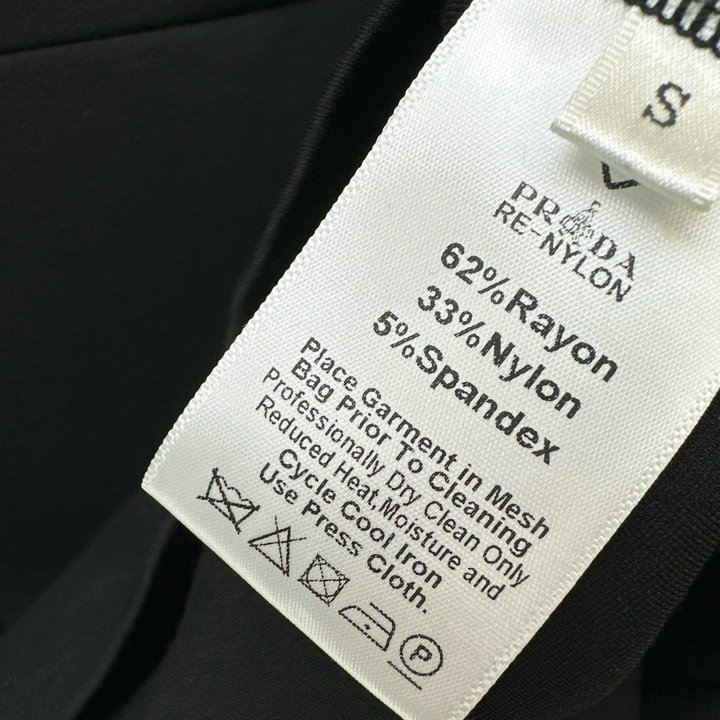 S
PRADA
RE-NYLON
62%Rayon
33%Nylon
5%Spandex
Place Garment in Mesh
Bag Prior To Cleaning
Professionally Dry Clean Only
Reduced Heat,Moisture and
Cycle Cool Iron
Use Press Cloth.
P